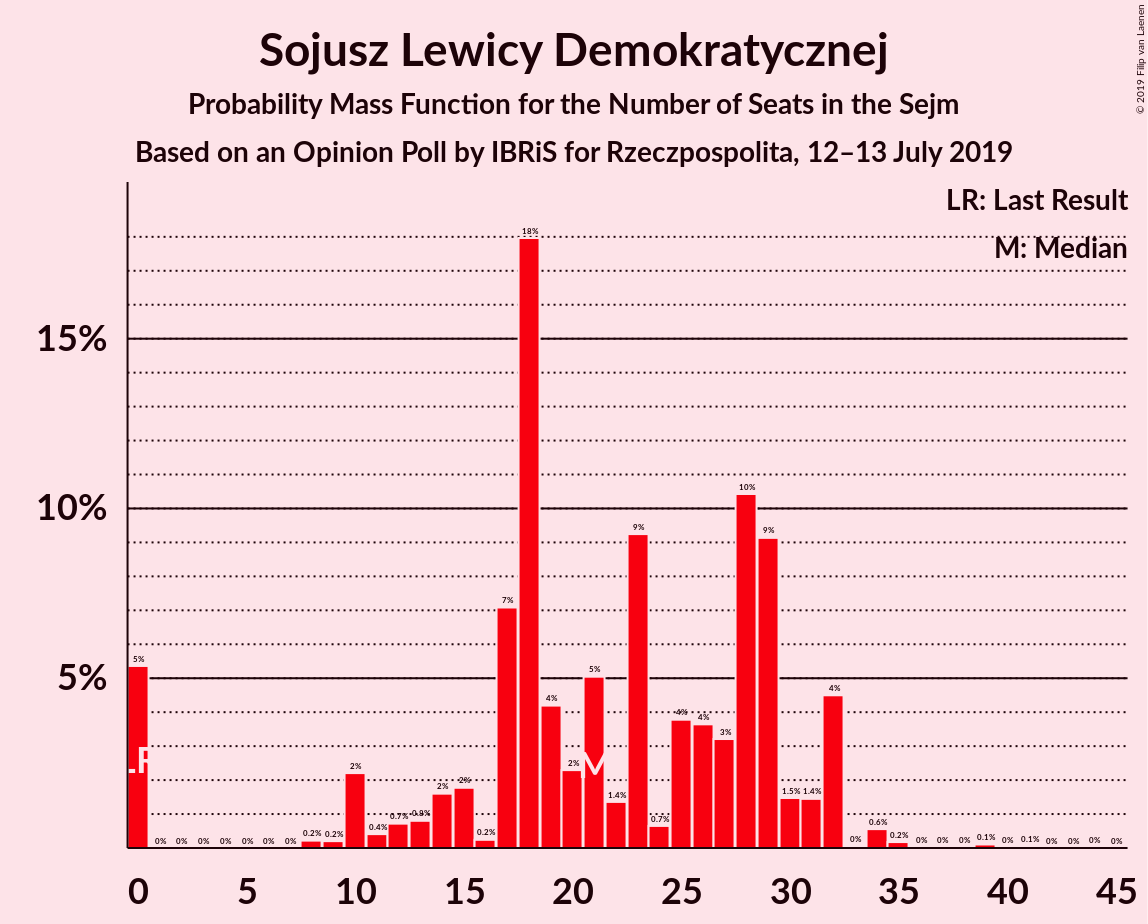 Sojusz Lewicy Demokratycznej
Probability Mass Function for the Number of Seats in the Sejm
Based on an Opinion Poll by IBRiS for Rzeczpospolita, 12–13 July 2019
© 2019 Filip van Laenen
LR: Last Result
M: Median
15%
10%
5%
5% 0% 0% 0% 0% 0% 0% 0% 0.2% 0.2% 2% 0.4% 0.7% 0.8% 2% 2% 0.2% 7% 18% 4% 2% 5% 1.4% 9% 0.7% 4% 4% 3% 10% 9% 1.5% 1.4% 4% 0% 0.6% 0.2% 0% 0% 0% 0.1% 0% 0.1% 0% 0% 0% 0%
LR M
0 5 10 15 20 25 30 35 40 45